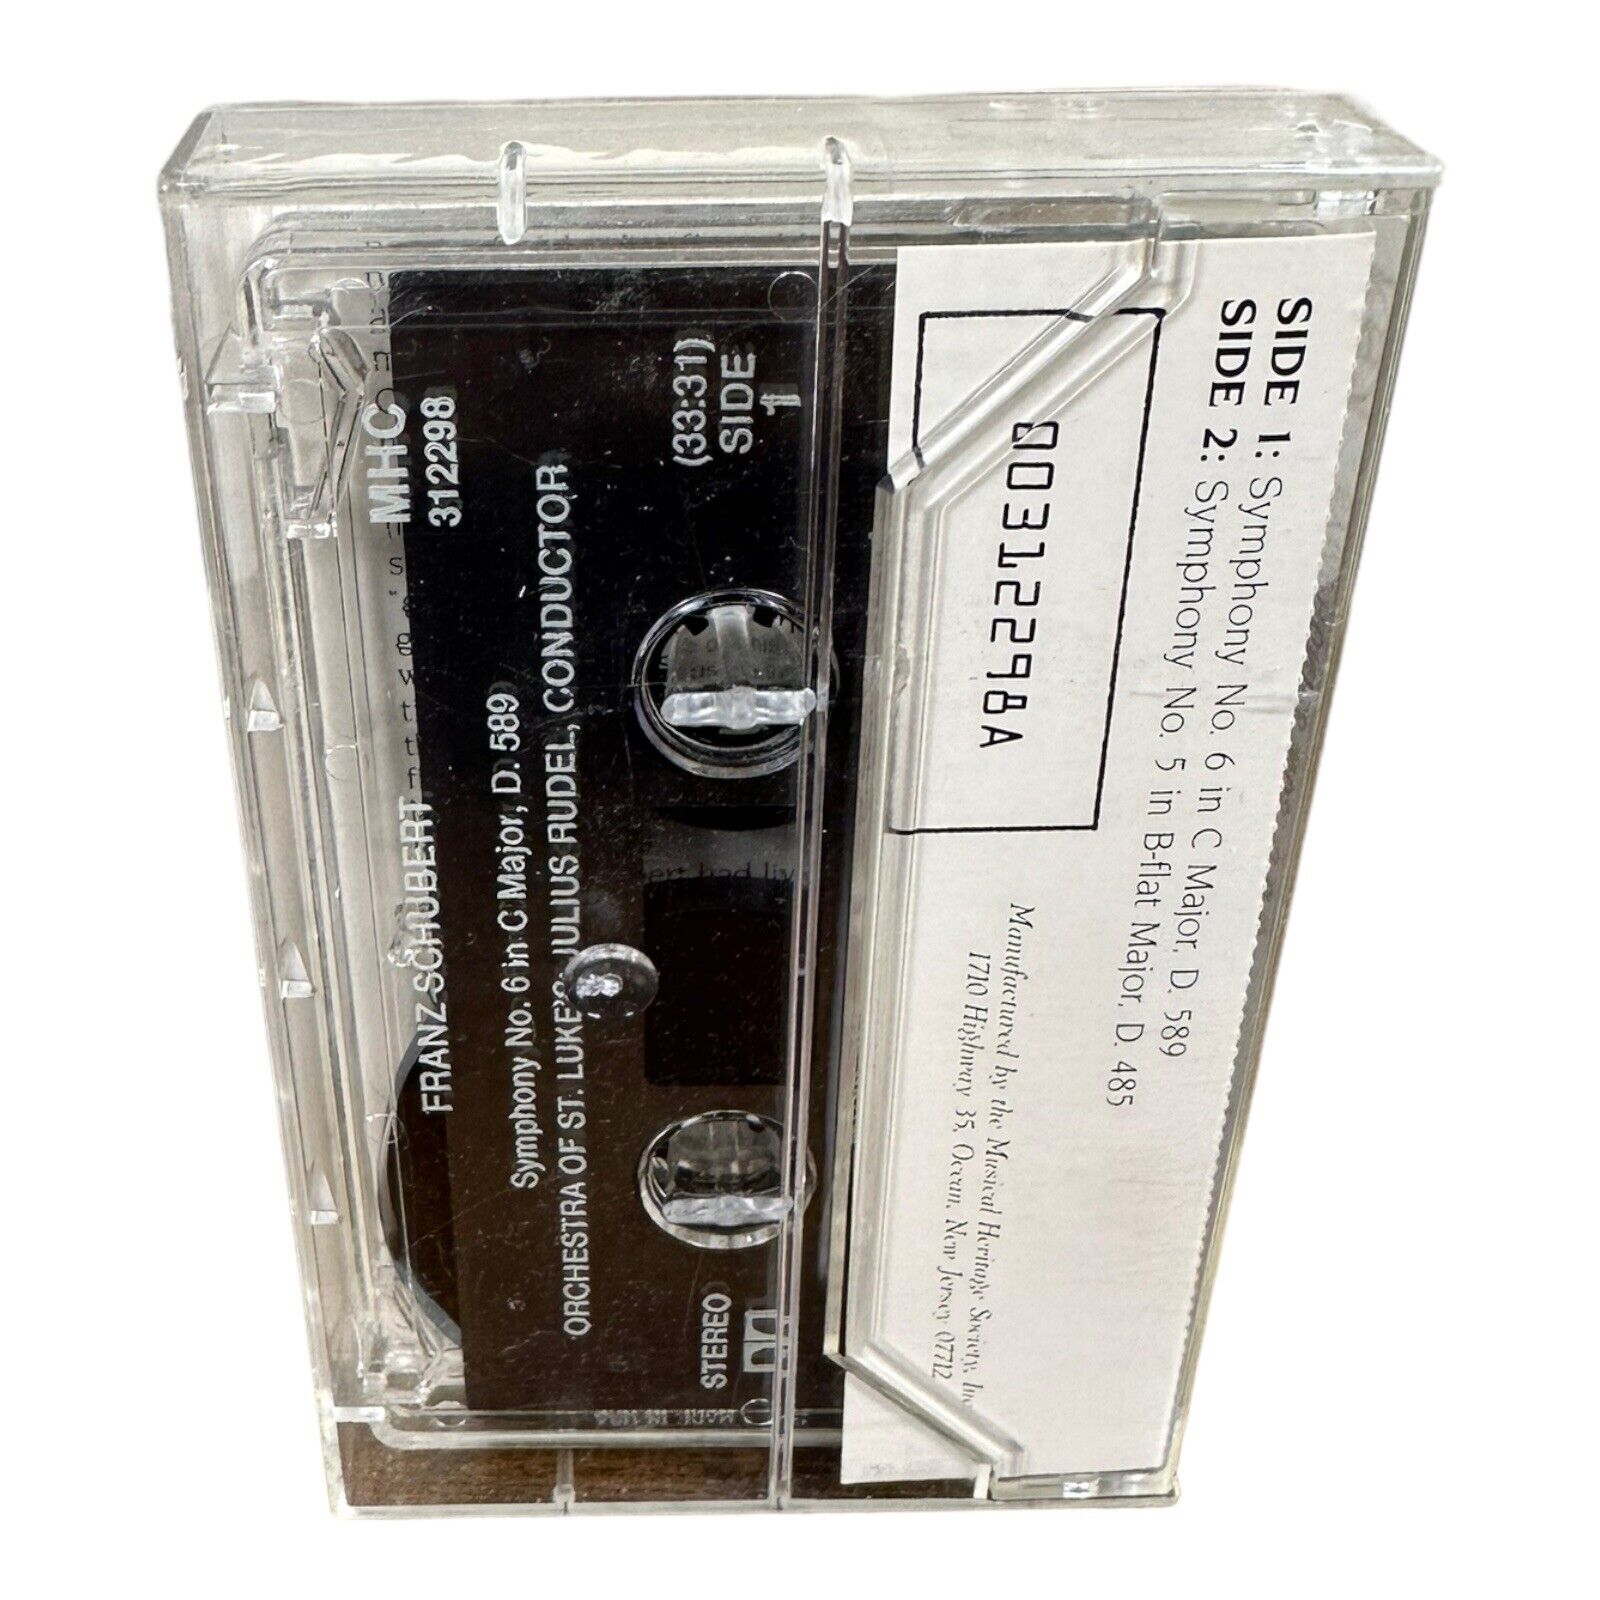 MHC
312298
FRANZ SCHUBERT
Symphony No. 6 in C Major, D. 589
ORCHESTRA OF ST. LUKE'S, JULIUS RUDEL, CONDUCTOR
(33:31)
SIDE
1
STEREO
SIDE 1: Symphony No. 6 in C Major, D. 589
SIDE 2: Symphony No. 5 in B-flat Major, D. 485
00312298A
Manufactured by the Musical Heritage Society, Inc
1710 Highway 35, Ocean, New Jersey 07712